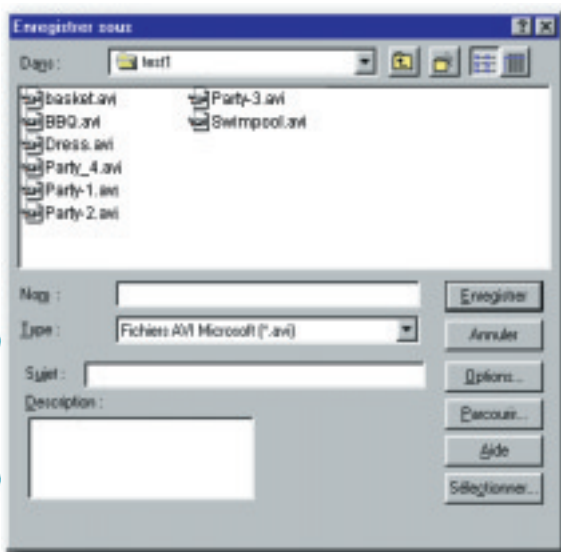 Enregistrer sous
Dans : test1
basket.avi
BBQ.avi
Dress.avi
Party_4.avi
Party-1.avi
Party-2.avi
Party-3.avi
Swimpool.avi
Nom :
Enregistrer
Type : Fichiers AVI Microsoft (*.avi)
Annuler
Sujet :
Options...
Description :
Parcourir...
Aide
Sélectionner...